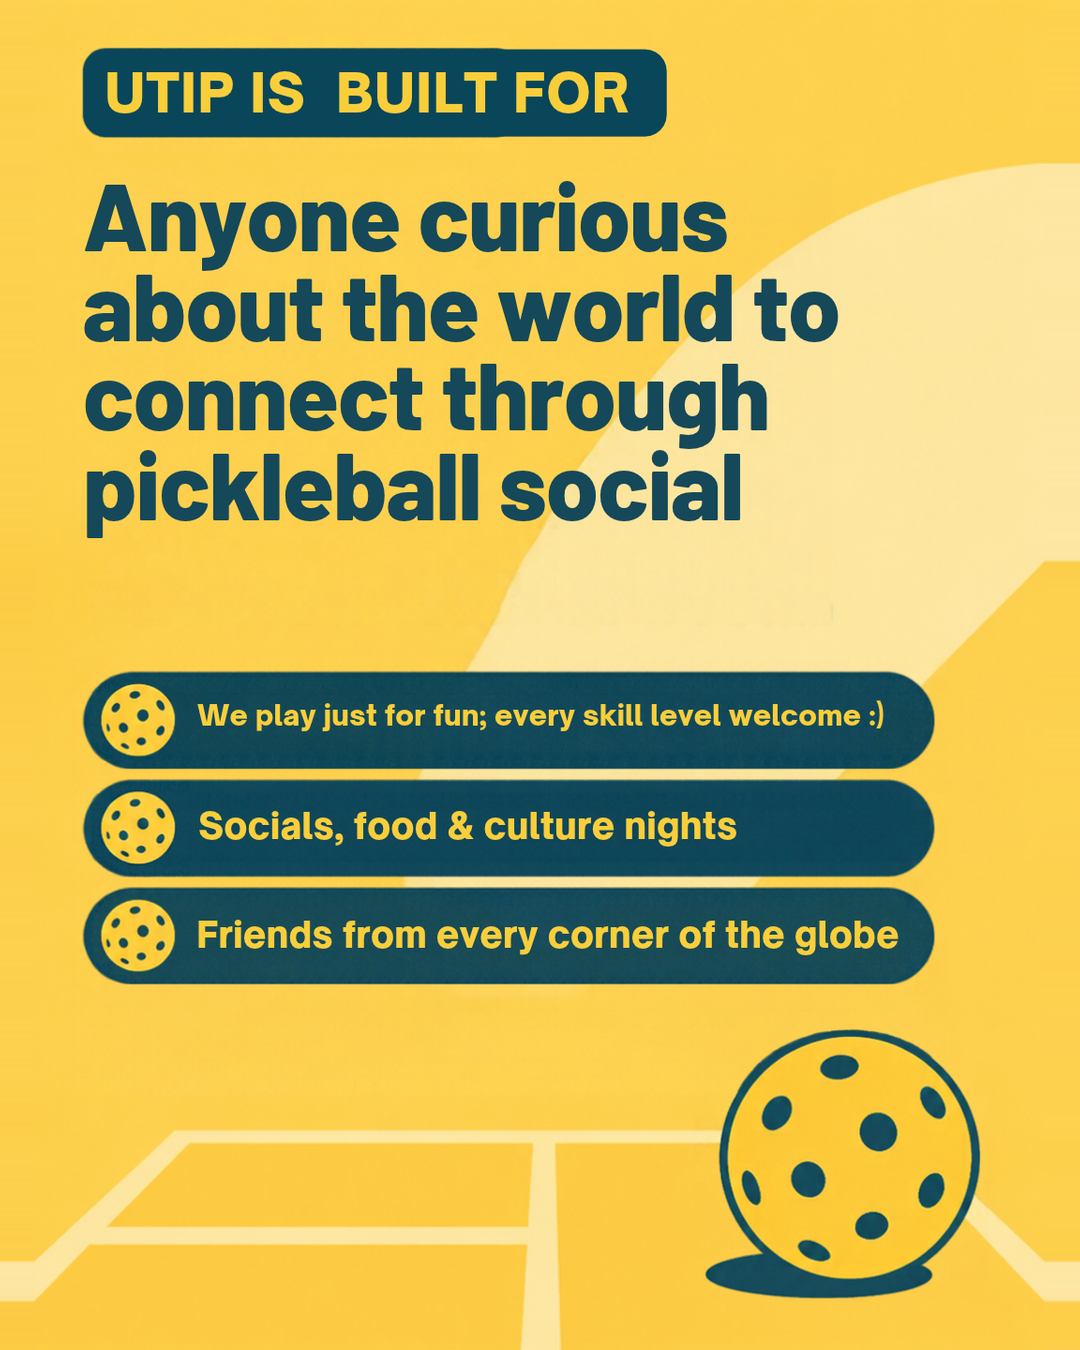 UTIP IS BUILT FOR
Anyone curious
about the world to
connect through
pickleball social
We play just for fun; every skill level welcome :)
Socials, food & culture nights
Friends from every corner of the globe